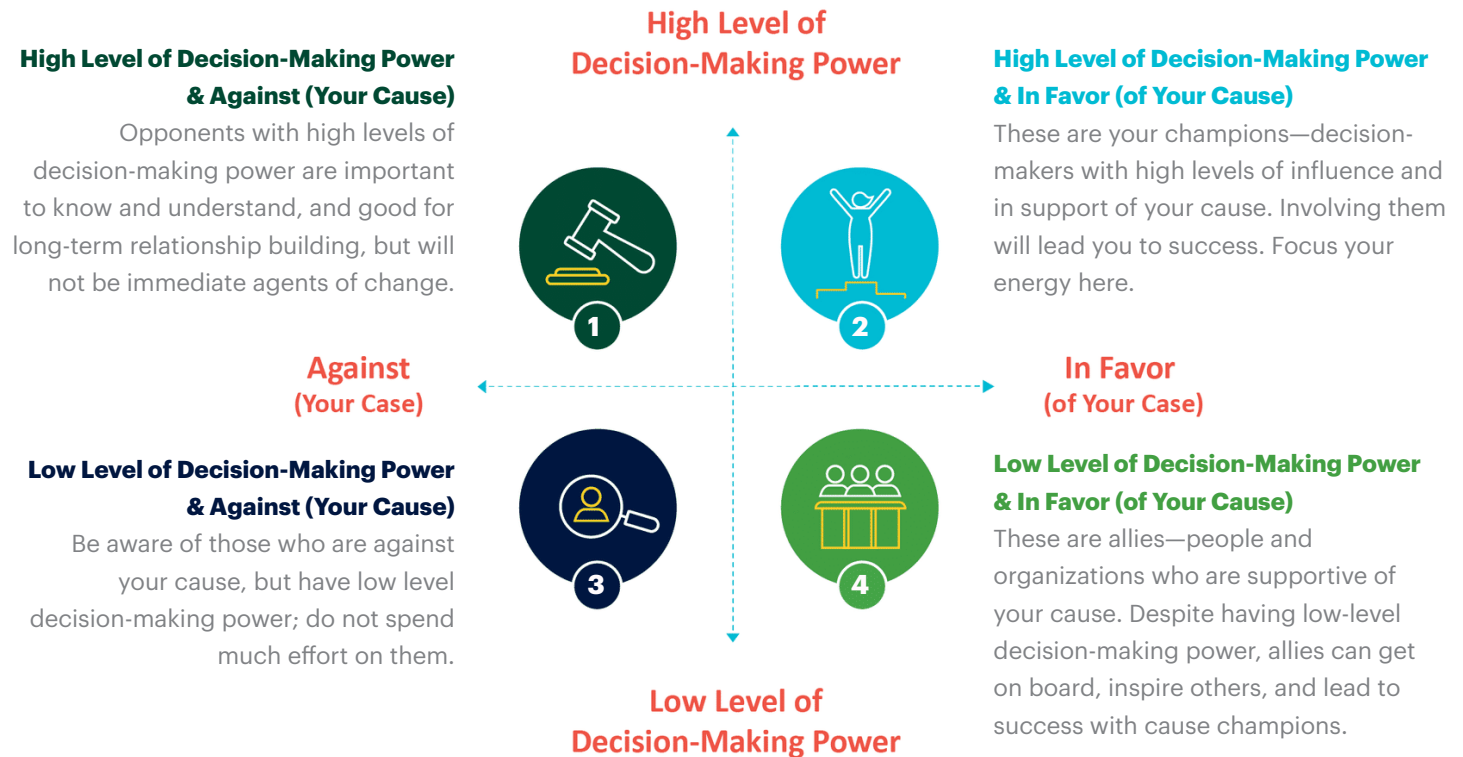 High Level of
Decision-Making Power
High Level of Decision-Making Power
& Against (Your Cause)
Opponents with high levels of
decision-making power are important
to know and understand, and good for
long-term relationship building, but will
not be immediate agents of change.
1
High Level of Decision-Making Power
& In Favor (of Your Cause)
These are your champions—decision-
makers with high levels of influence and
in support of your cause. Involving them
will lead you to success. Focus your
energy here.
2
Against
(Your Case)
In Favor
(of Your Case)
Low Level of Decision-Making Power
& Against (Your Cause)
Be aware of those who are against
your cause, but have low level
decision-making power; do not spend
much effort on them.
3
Low Level of Decision-Making Power
& In Favor (of Your Cause)
These are allies—people and
organizations who are supportive of
your cause. Despite having low-level
decision-making power, allies can get
on board, inspire others, and lead to
success with cause champions.
4
Low Level of
Decision-Making Power